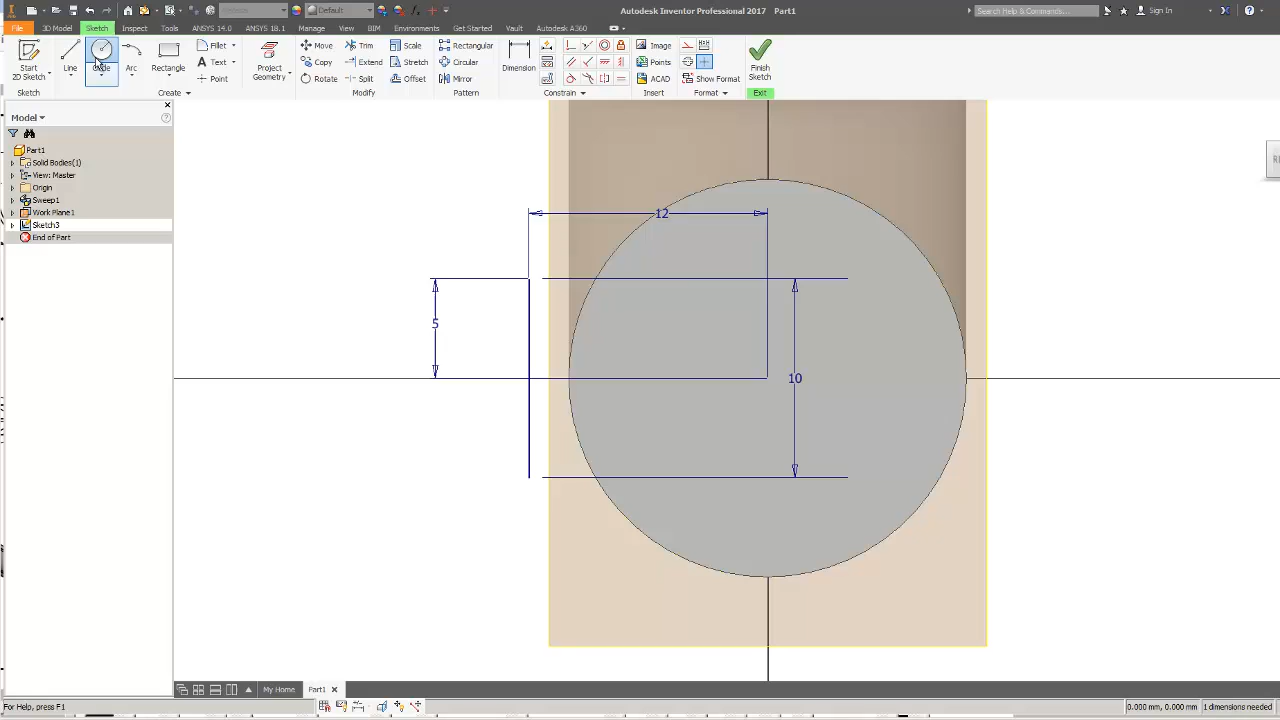 Default
Autodesk Inventor Professional 2017 Part1
Search Help & Commands...
Sign In
File 3D Model Sketch Inspect Tools ANSYS 14.0 ANSYS 18.1 Manage View BIM Environments Get Started Vault Autodesk A360
Start
2D Sketch
Line
Arc
Rectangle
Fillet
Text
Point
Project
Geometry
Move
Copy
Rotate
Trim
Extend
Split
Scale
Stretch
Offset
Rectangular
Circular
Mirror
Dimension
Image
Points
ACAD
Show Format
Finish
Sketch
Sketch Create Modify Pattern Constrain Insert Format Exit
Model
Part1
Solid Bodies(1)
View: Master
Origin
Sweep1
Work Plane1
Sketch3
End of Part
12
5
10
My Home Part1
For Help, press F1
0.000 mm, 0.000 mm
1 dimensions needed